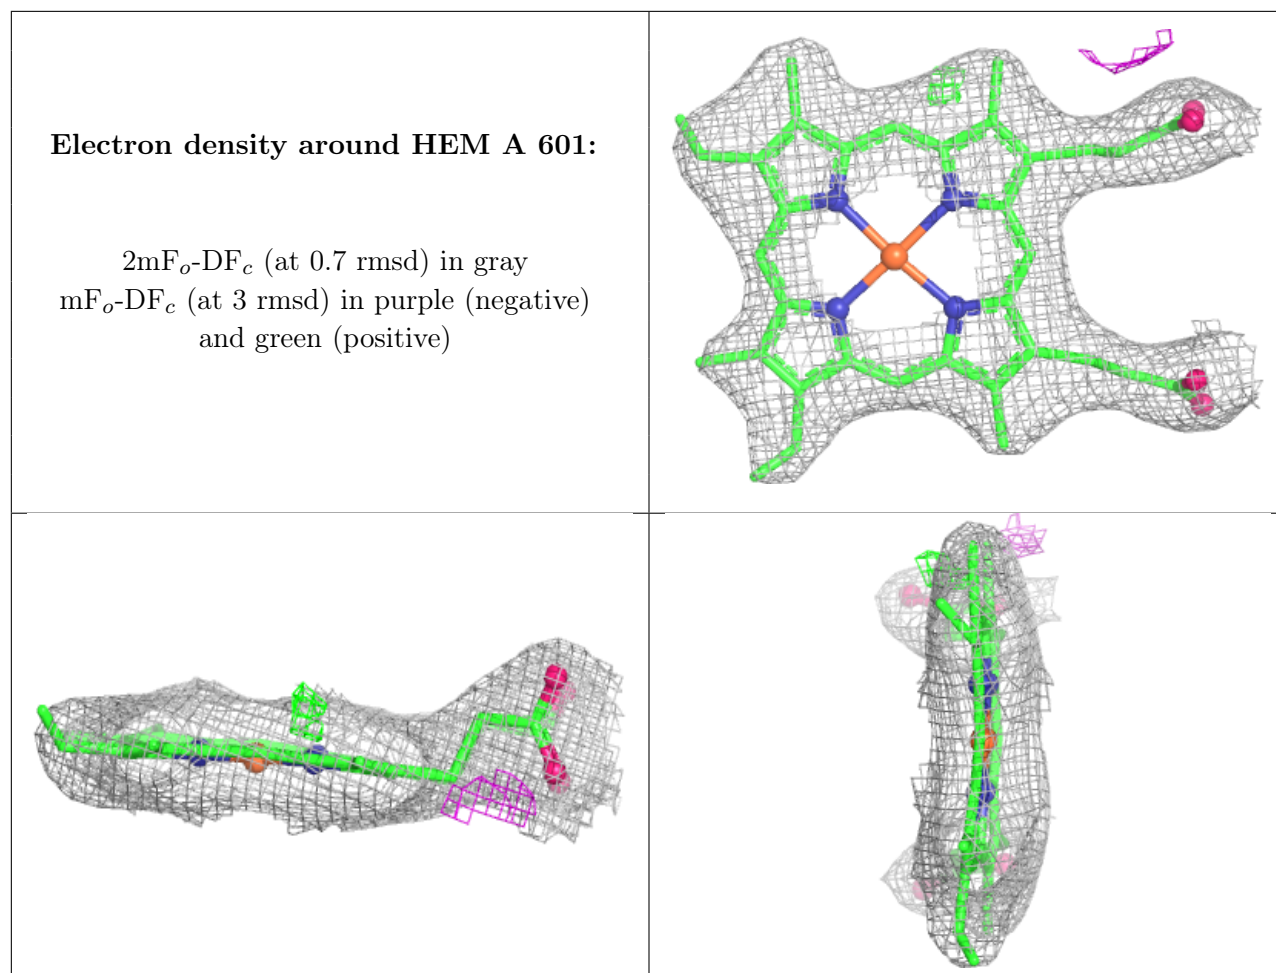 Electron density around HEM A 601:
2mFₒ-DF𝒸 (at 0.7 rmsd) in gray
mFₒ-DF𝒸 (at 3 rmsd) in purple (negative)
and green (positive)